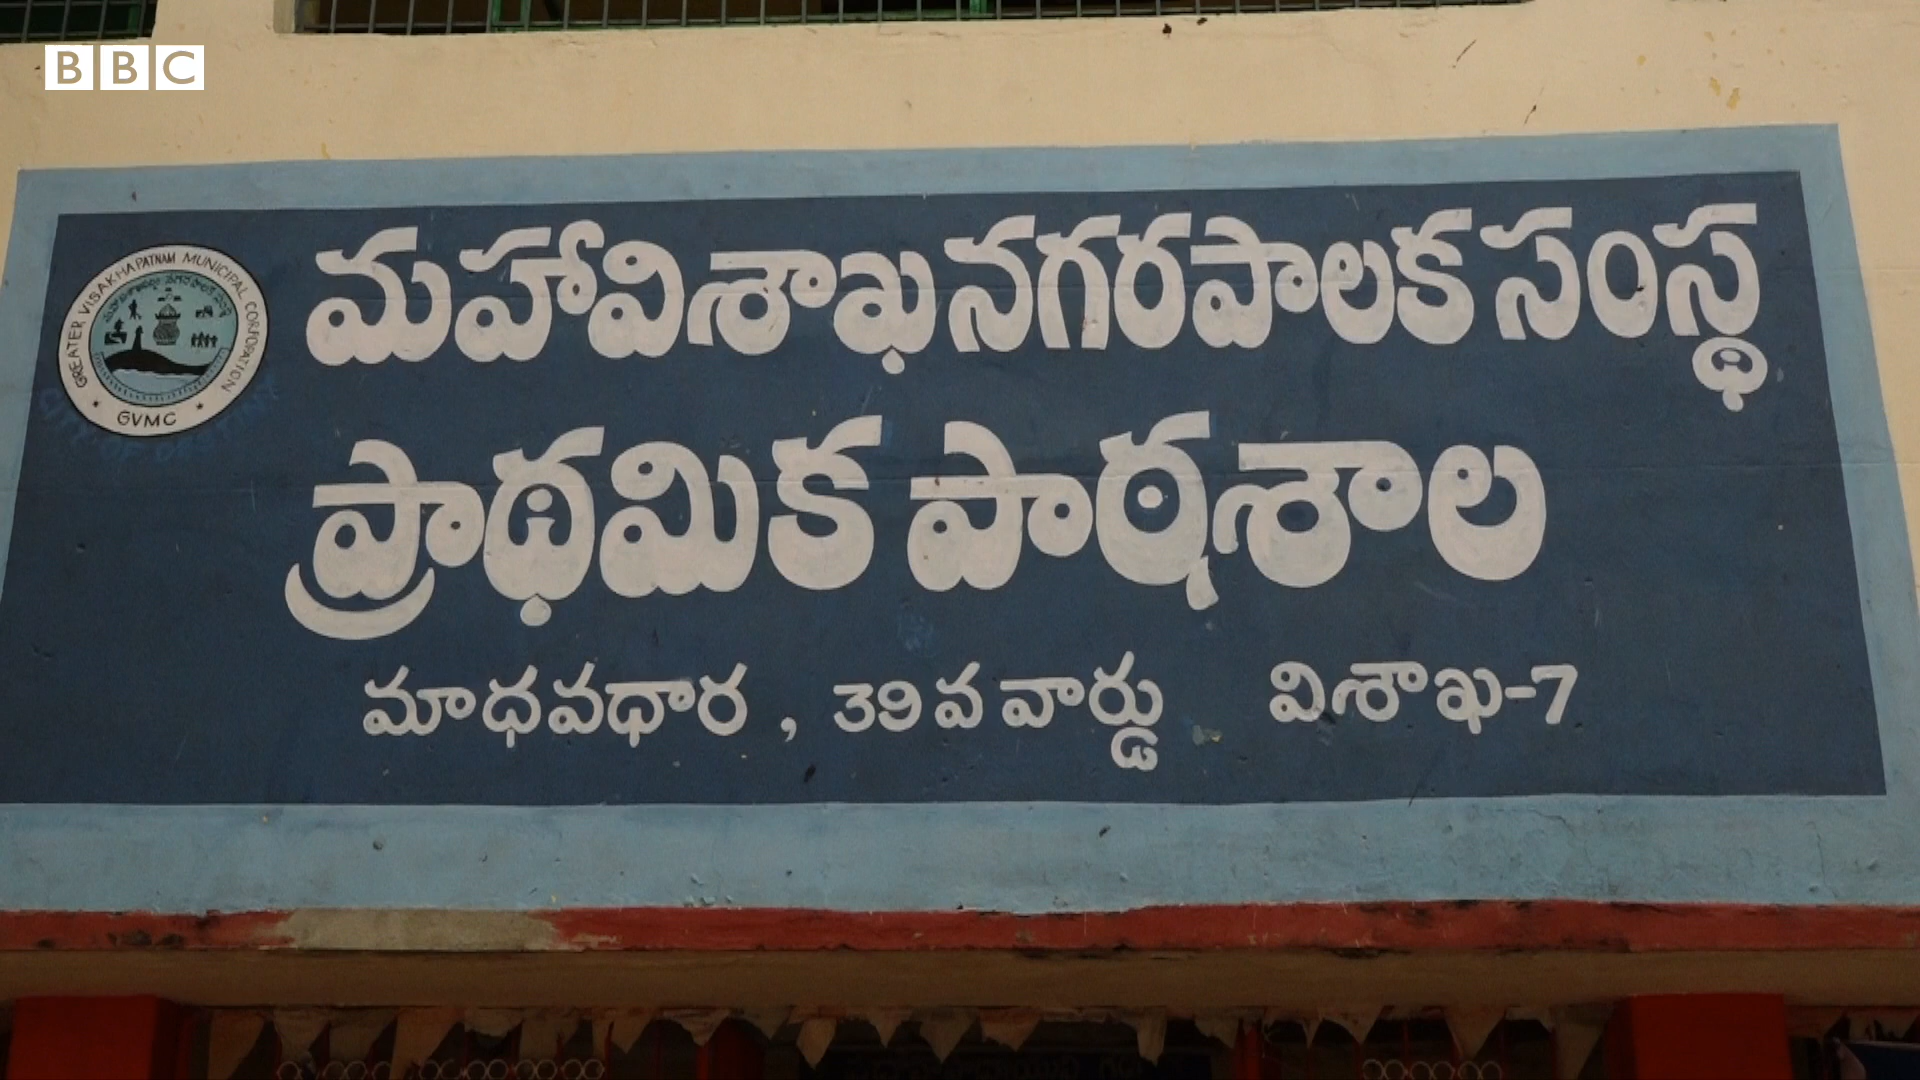 BBC
మహావిశాఖ నగరపాలక సంస్థ
GREATER VISAKHAPATNAM MUNICIPAL CORPORATION
GVMC
ప్రాథమిక పాఠశాల
మాధవధార , 39వ వార్డు విశాఖ-7